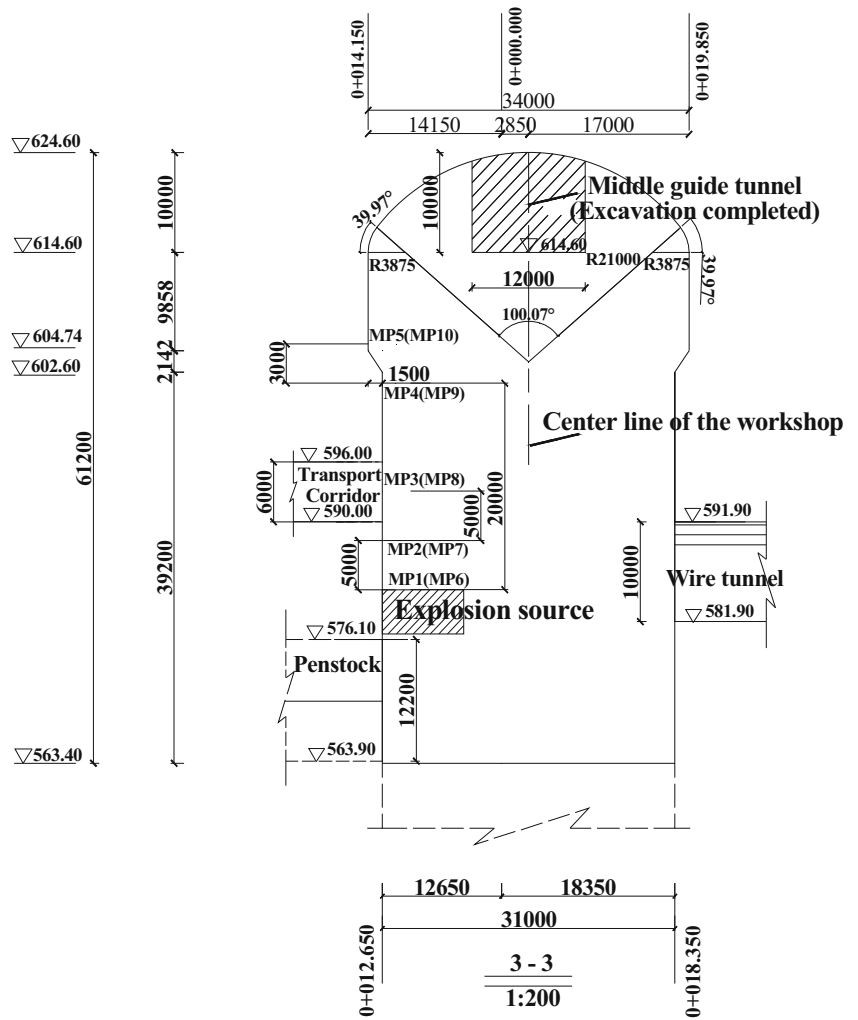 0+014.150
0+000.000
0+019.850
34000
14150
2850
17000
624.60
10000
39.97°
10000
Middle guide tunnel
(Excavation completed)
614.60
614.60
R3875
R21000
R3875
39.97°
12000
9858
100.07°
604.74
MP5(MP10)
2142
3000
602.60
1500
MP4(MP9)
Center line of the workshop
61200
596.00
6000
Transport
Corridor
MP3(MP8)
20000
5000
590.00
591.90
39200
MP2(MP7)
5000
MP1(MP6)
10000
Wire tunnel
Explosion source
581.90
576.10
Penstock
12200
563.40
563.90
12650
18350
31000
0+012.650
0+018.350
3 - 3
1:200